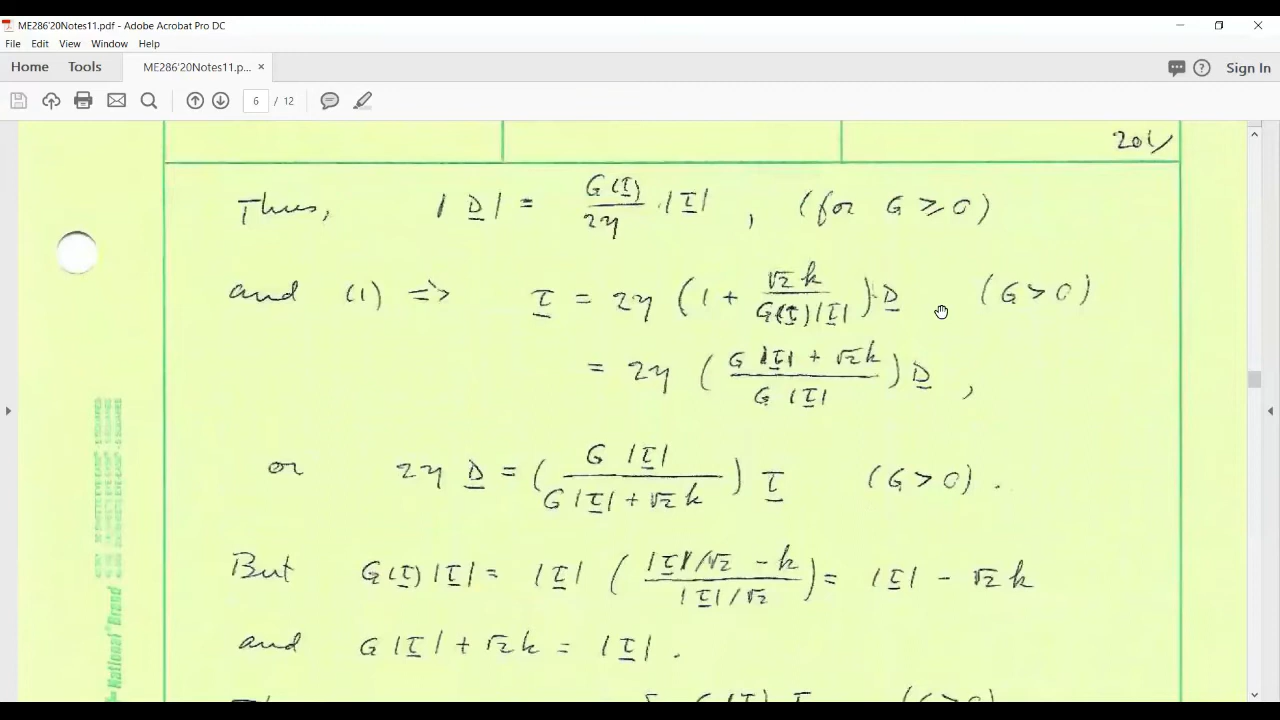 ME286'20Notes11.pdf - Adobe Acrobat Pro DC
File Edit View Window Help
Home Tools ME286'20Notes11.p... × Sign In
6 / 12
201/
Thus, |D̲| = G(τ̲)/2η · |τ̲| , (for G ≥ 0)
and (1) => τ̲ = 2η (1 + √2 k / G(τ̲)|τ̲|) · D̲ (G > 0)
= 2η (G |τ̲| + √2 k / G |τ̲|) D̲ ,
or 2η D̲ = (G |τ̲| / G |τ̲| + √2 k) τ̲ (G > 0) .
But G(τ̲)|τ̲| = |τ̲| (|τ̲|/√2 - k / |τ̲|/√2) = |τ̲| - √2 k
and G |τ̲| + √2 k = |τ̲| .
National® Brand